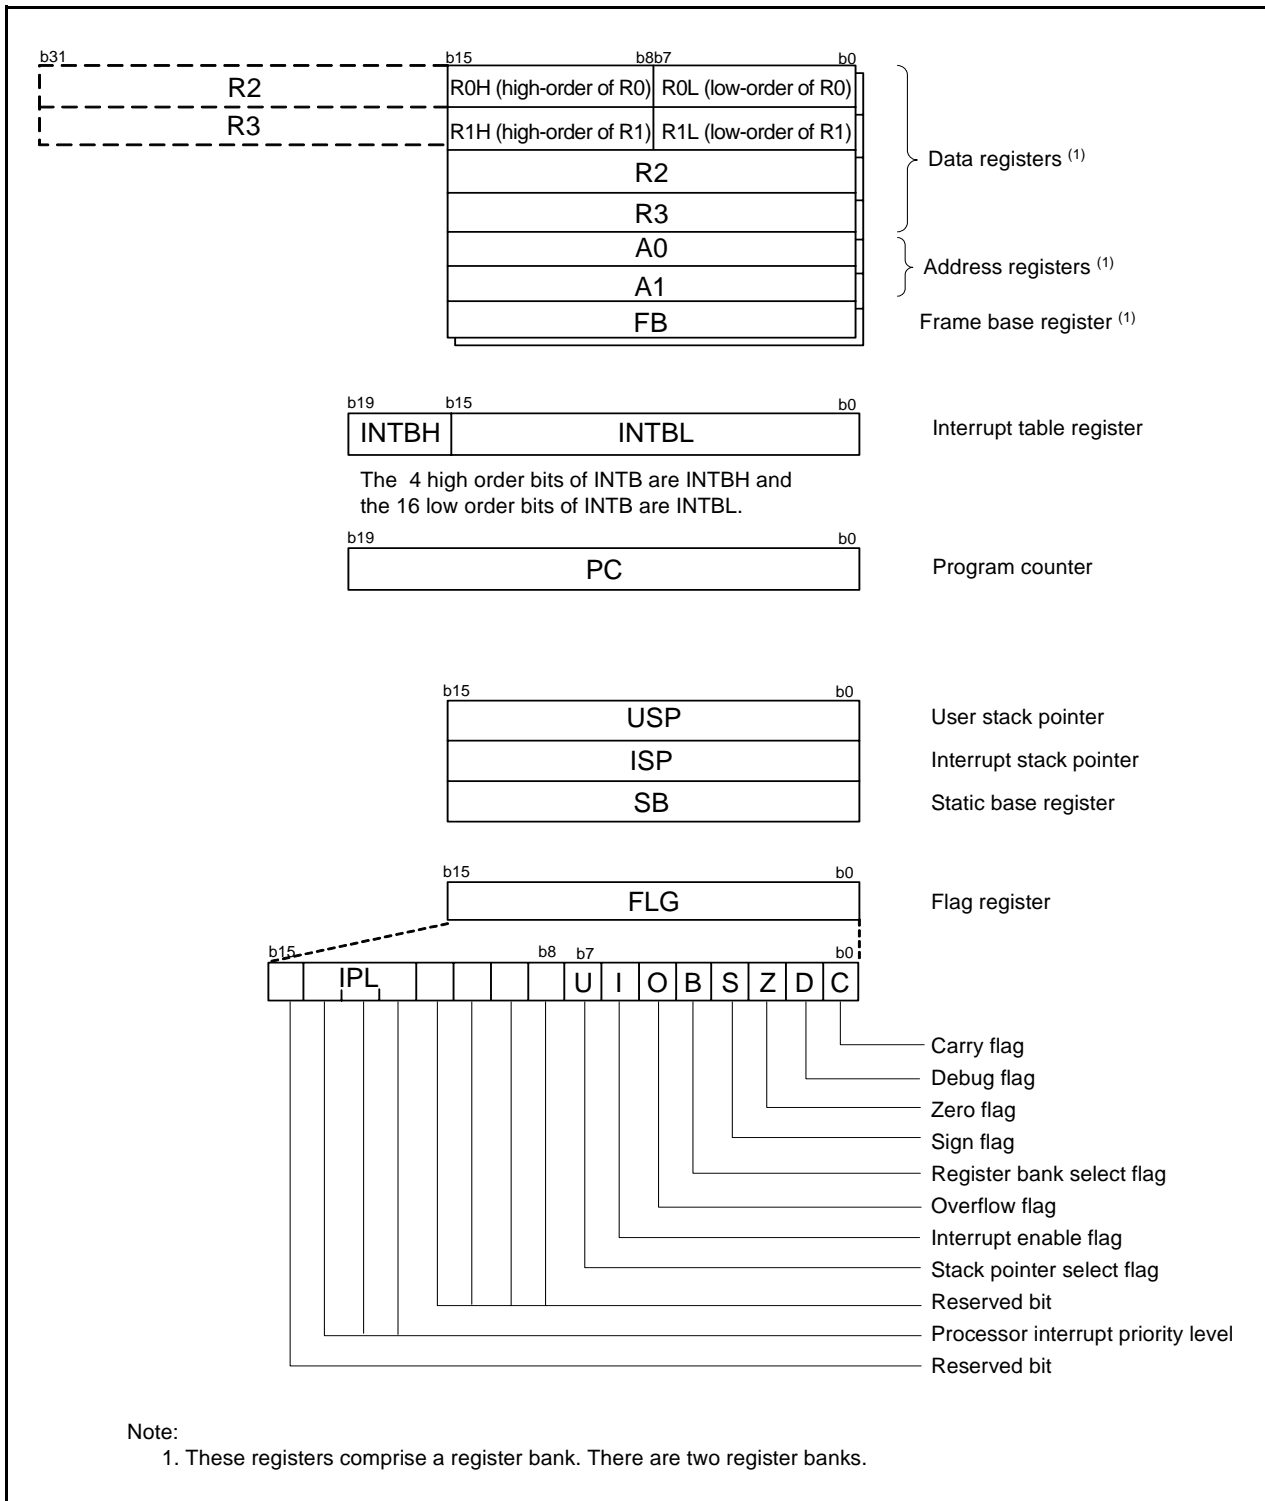 b31 b15 b8b7 b0
R2 R0H (high-order of R0) R0L (low-order of R0)
R3 R1H (high-order of R1) R1L (low-order of R1)
Data registers (1)
R2
R3
A0
Address registers (1)
A1
FB Frame base register (1)
b19 b15 b0
INTBH INTBL Interrupt table register
The 4 high order bits of INTB are INTBH and
the 16 low order bits of INTB are INTBL.
b19 b0
PC Program counter
b15 b0
USP User stack pointer
ISP Interrupt stack pointer
SB Static base register
b15 b0
FLG Flag register
b15 b8 b7 b0
IPL U I O B S Z D C
Carry flag
Debug flag
Zero flag
Sign flag
Register bank select flag
Overflow flag
Interrupt enable flag
Stack pointer select flag
Reserved bit
Processor interrupt priority level
Reserved bit
Note:
1. These registers comprise a register bank. There are two register banks.